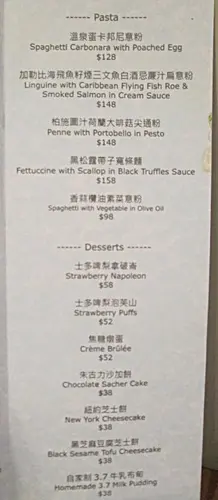 ------ Pasta ------
溫泉蛋卡邦尼意粉
Spaghetti Carbonara with Poached Egg
$128
加勒比海飛魚籽煙三文魚白酒忌廉汁扁意粉
Linguine with Caribbean Flying Fish Roe &
Smoked Salmon in Cream Sauce
$148
柏施圖汁荷蘭大啡菇尖通粉
Penne with Portobello in Pesto
$148
黑松露帶子寬條麵
Fettuccine with Scallop in Black Truffles Sauce
$158
香蒜欖油素菜意粉
Spaghetti with Vegetable in Olive Oil
$98
------ Desserts ------
士多啤梨拿破崙
Strawberry Napoleon
$58
士多啤梨泡芙山
Strawberry Puffs
$52
焦糖燉蛋
Crème Brûlée
$52
朱古力沙加餅
Chocolate Sacher Cake
$38
紐約芝士餅
New York Cheesecake
$38
黑芝麻豆腐芝士餅
Black Sesame Tofu Cheesecake
$38
自家制 3.7 牛乳布甸
Homemade 3.7 Milk Pudding
$38